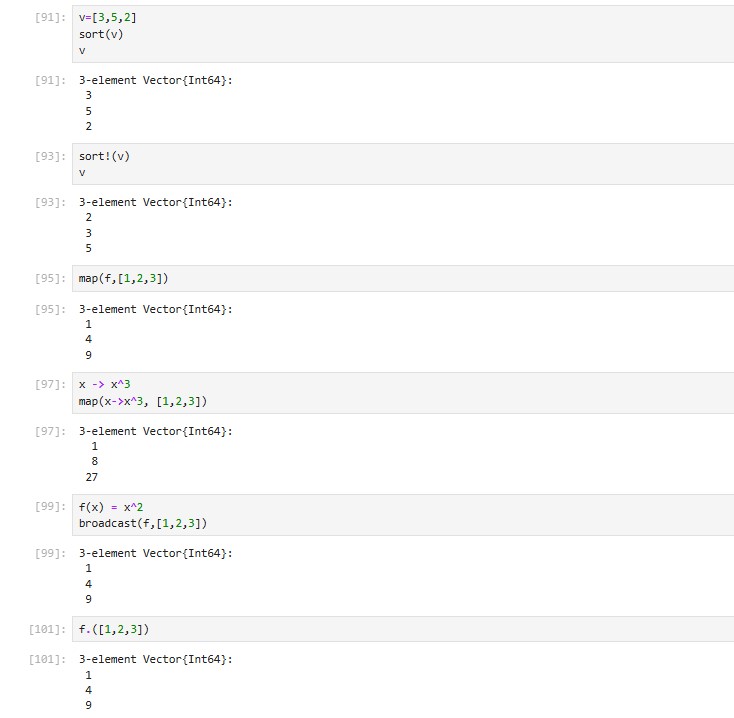 [91]: v=[3,5,2]
sort(v)
v
[91]: 3-element Vector{Int64}:
3
5
2
[93]: sort!(v)
v
[93]: 3-element Vector{Int64}:
2
3
5
[95]: map(f,[1,2,3])
[95]: 3-element Vector{Int64}:
1
4
9
[97]: x -> x^3
map(x->x^3, [1,2,3])
[97]: 3-element Vector{Int64}:
1
8
27
[99]: f(x) = x^2
broadcast(f,[1,2,3])
[99]: 3-element Vector{Int64}:
1
4
9
[101]: f.([1,2,3])
[101]: 3-element Vector{Int64}:
1
4
9